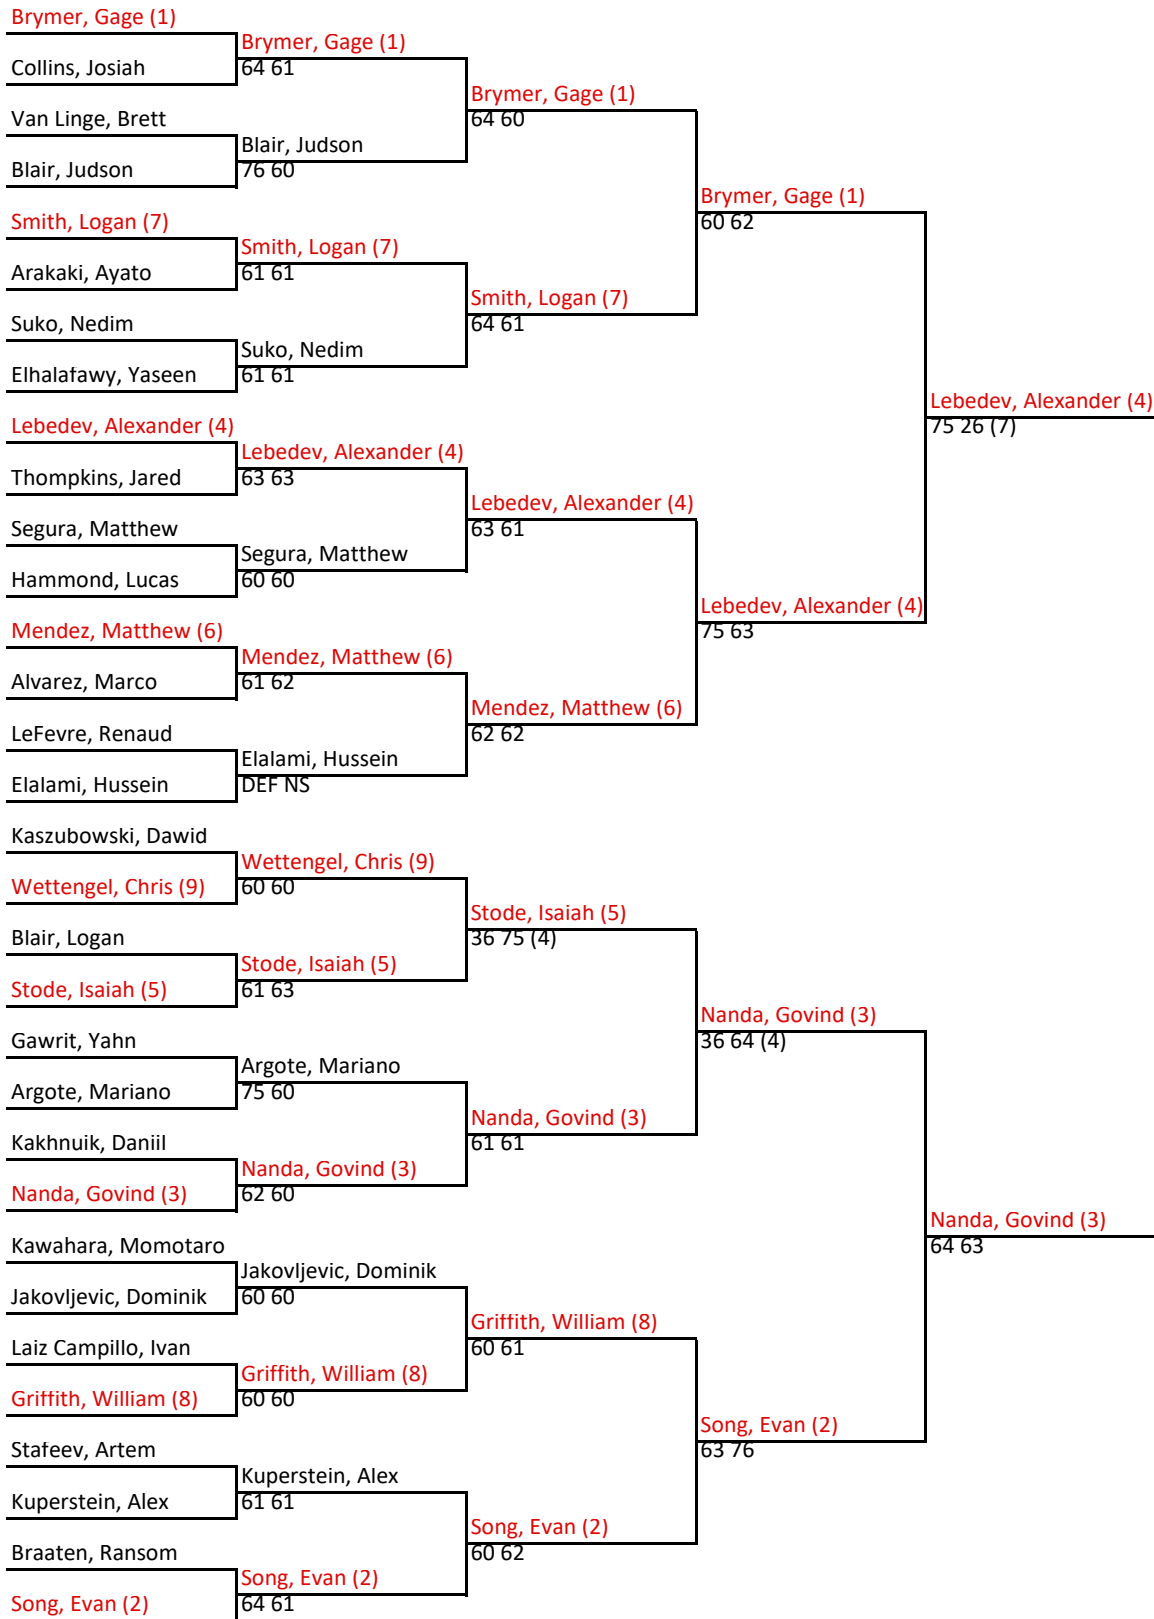 Brymer, Gage (1)
Collins, Josiah
Van Linge, Brett
Blair, Judson
Smith, Logan (7)
Arakaki, Ayato
Suko, Nedim
Elhalafawy, Yaseen
Lebedev, Alexander (4)
Thompkins, Jared
Segura, Matthew
Hammond, Lucas
Mendez, Matthew (6)
Alvarez, Marco
LeFevre, Renaud
Elalami, Hussein
Kaszubowski, Dawid
Wettengel, Chris (9)
Blair, Logan
Stode, Isaiah (5)
Gawrit, Yahn
Argote, Mariano
Kakhnuik, Daniil
Nanda, Govind (3)
Kawahara, Momotaro
Jakovljevic, Dominik
Laiz Campillo, Ivan
Griffith, William (8)
Stafeev, Artem
Kuperstein, Alex
Braaten, Ransom
Song, Evan (2)
Brymer, Gage (1)
64 61
Blair, Judson
76 60
Smith, Logan (7)
61 61
Suko, Nedim
61 61
Lebedev, Alexander (4)
63 63
Segura, Matthew
60 60
Mendez, Matthew (6)
61 62
Elalami, Hussein
DEF NS
Wettengel, Chris (9)
60 60
Stode, Isaiah (5)
61 63
Argote, Mariano
75 60
Nanda, Govind (3)
62 60
Jakovljevic, Dominik
60 60
Griffith, William (8)
60 60
Kuperstein, Alex
61 61
Song, Evan (2)
64 61
Brymer, Gage (1)
64 60
Smith, Logan (7)
64 61
Lebedev, Alexander (4)
63 61
Mendez, Matthew (6)
62 62
Stode, Isaiah (5)
36 75 (4)
Nanda, Govind (3)
61 61
Griffith, William (8)
60 61
Song, Evan (2)
60 62
Brymer, Gage (1)
60 62
Lebedev, Alexander (4)
75 63
Nanda, Govind (3)
36 64 (4)
Song, Evan (2)
63 76
Lebedev, Alexander (4)
75 26 (7)
Nanda, Govind (3)
64 63